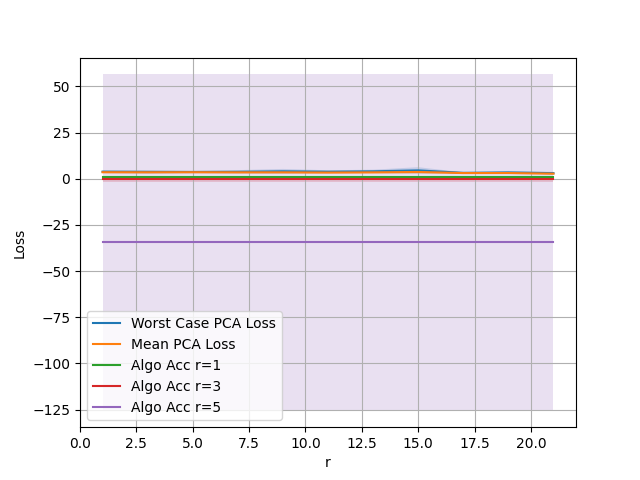 50
25
0
−25
−50
−75
−100
−125
Loss
Worst Case PCA Loss
Mean PCA Loss
Algo Acc r=1
Algo Acc r=3
Algo Acc r=5
0.0 2.5 5.0 7.5 10.0 12.5 15.0 17.5 20.0
r